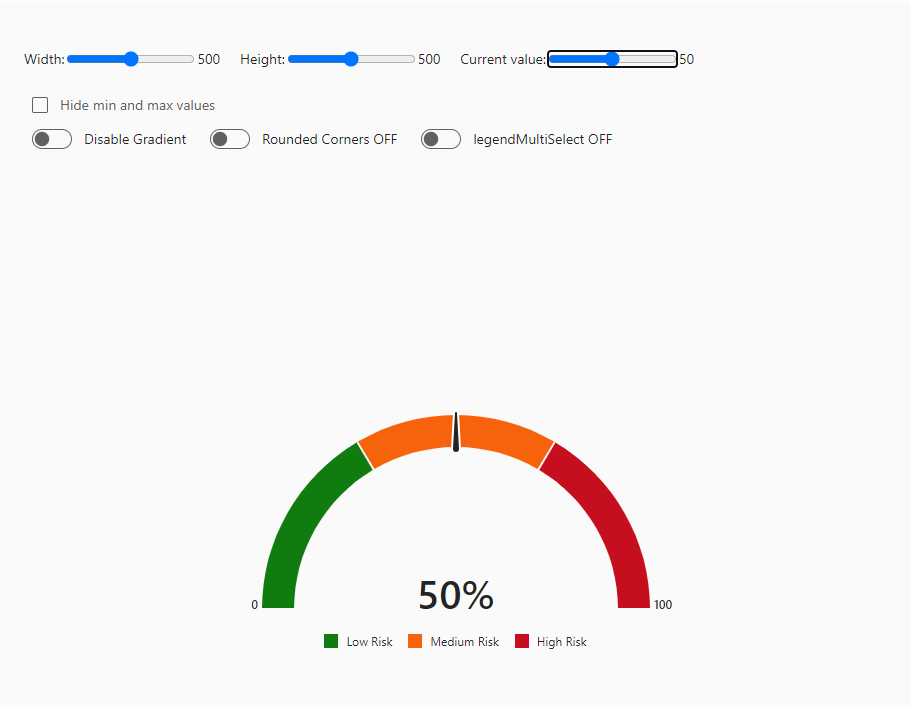 Width: 500 Height: 500 Current value: 50
Hide min and max values
Disable Gradient Rounded Corners OFF legendMultiSelect OFF
50%
0 100
Low Risk Medium Risk High Risk